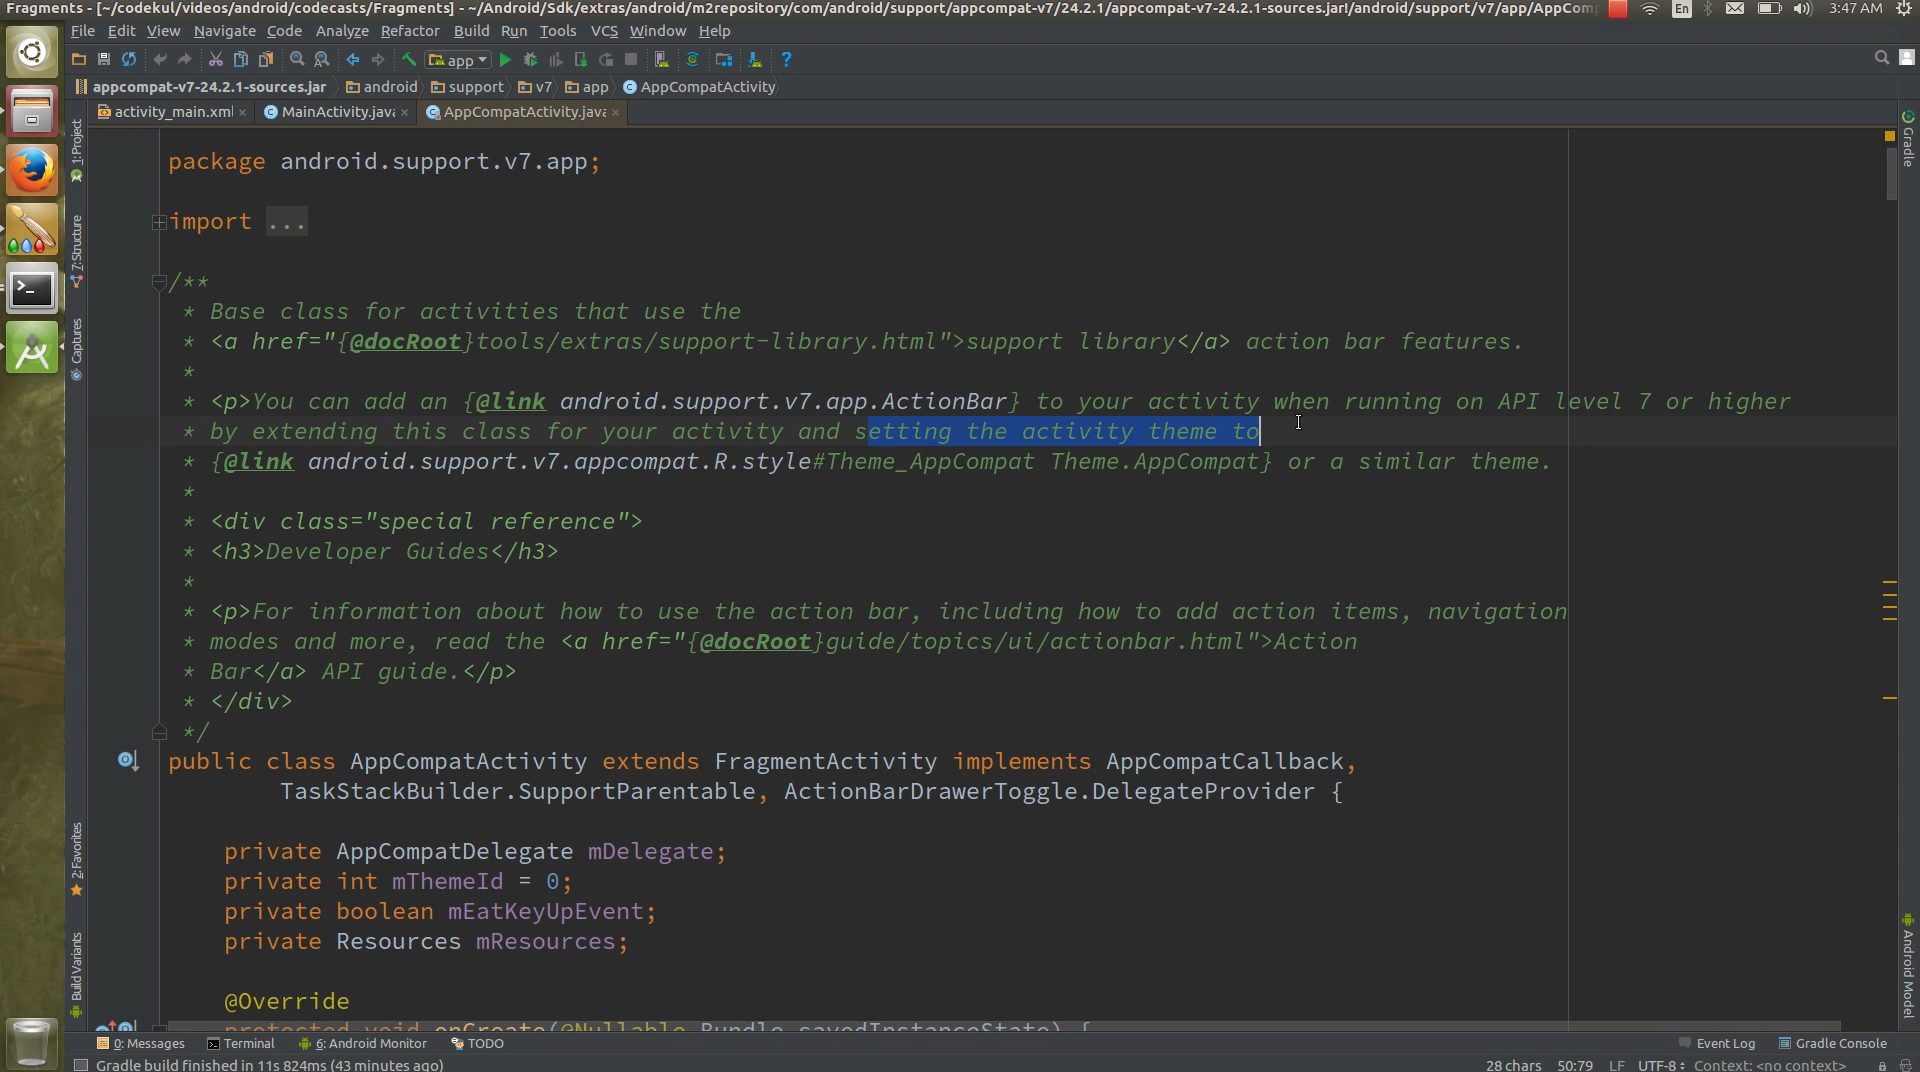 Fragments - [~/codekul/videos/android/codecasts/Fragments] - ~/Android/Sdk/extras/android/m2repository/com/android/support/appcompat-v7/24.2.1/appcompat-v7-24.2.1-sources.jar!/android/support/v7/app/AppCom
En
3:47 AM
File Edit View Navigate Code Analyze Refactor Build Run Tools VCS Window Help
app
appcompat-v7-24.2.1-sources.jar android support v7 app AppCompatActivity
activity_main.xml MainActivity.java AppCompatActivity.java
1: Project
7: Structure
Captures
2: Favorites
Build Variants
Gradle
Android Model
package android.support.v7.app;
import ...
/**
* Base class for activities that use the
* <a href="{@docRoot}tools/extras/support-library.html">support library</a> action bar features.
*
* <p>You can add an {@link android.support.v7.app.ActionBar} to your activity when running on API level 7 or higher
* by extending this class for your activity and setting the activity theme to
* {@link android.support.v7.appcompat.R.style#Theme_AppCompat Theme.AppCompat} or a similar theme.
*
* <div class="special reference">
* <h3>Developer Guides</h3>
*
* <p>For information about how to use the action bar, including how to add action items, navigation
* modes and more, read the <a href="{@docRoot}guide/topics/ui/actionbar.html">Action
* Bar</a> API guide.</p>
* </div>
*/
public class AppCompatActivity extends FragmentActivity implements AppCompatCallback,
TaskStackBuilder.SupportParentable, ActionBarDrawerToggle.DelegateProvider {
private AppCompatDelegate mDelegate;
private int mThemeId = 0;
private boolean mEatKeyUpEvent;
private Resources mResources;
@Override
protected void onCreate(@Nullable Bundle savedInstanceState) {
0: Messages Terminal 6: Android Monitor TODO Event Log Gradle Console
Gradle build finished in 11s 824ms (43 minutes ago) 28 chars 50:79 LF UTF-8 Context: <no context>